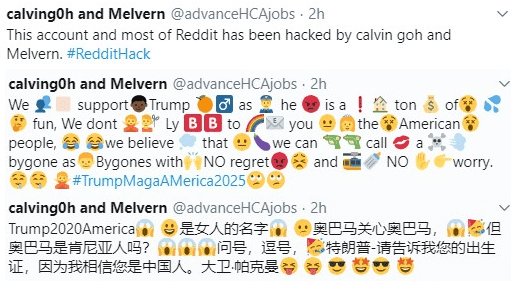 calving0h and Melvern @advanceHCAjobs · 2h
This account and most of Reddit has been hacked by calvin goh and
Melvern. #RedditHack
calving0h and Melvern @advanceHCAjobs · 2h
We 👥🏻 support👨🏿Trump 🍊♂️ as 👮 he 😡 is a ❗🏠 ton 💰 of😵💦
🤔 fun, We dont 🙅💇 Ly 🅱️🅱️ to 🌈📧 you 😐👵the😵American😵
people, 😂😂we believe 🍆 that 😐🍆we can 🔫🔫 call 💋 a ☠️💨
bygone as👴Bygones with🙌NO regret😡😣 and 📻💉 NO ✋👉worry.
🤤🤤 🙅#TrumpMagaAMerica2025🙄🙄
calving0h and Melvern @advanceHCAjobs · 2h
Trump2020America😱 😀是女人的名字😱 😐奥巴马关心奥巴马，😱🎉但
奥巴马是肯尼亚人吗？😱😱😱问号，逗号，🎉特朗普-请告诉我您的出生
证，因为我相信您是中国人。大卫·帕克曼😝😝😎🤩😎🤩